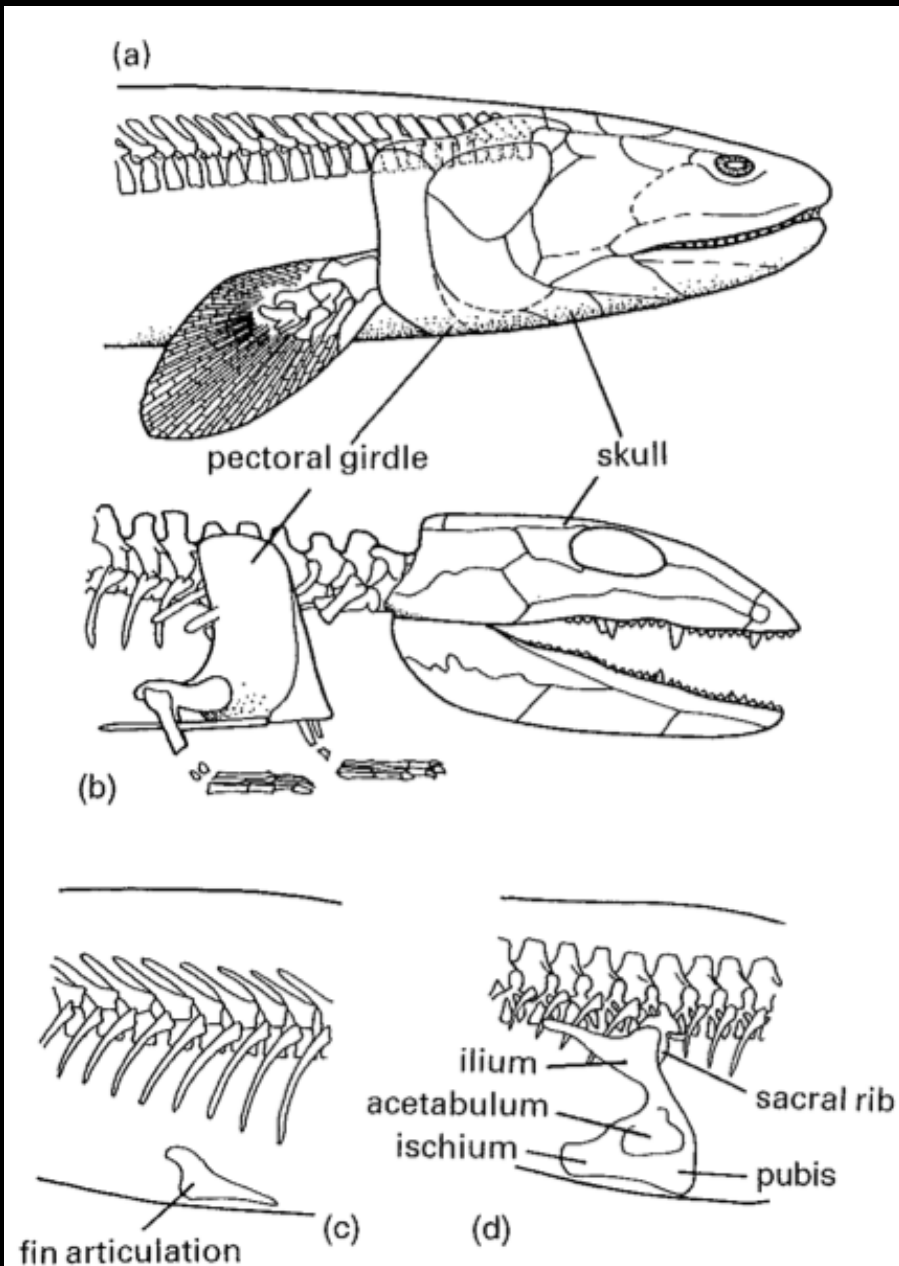 (a)
pectoral girdle
skull
(b)
ilium
acetabulum
ischium
sacral rib
pubis
fin articulation
(c)
(d)